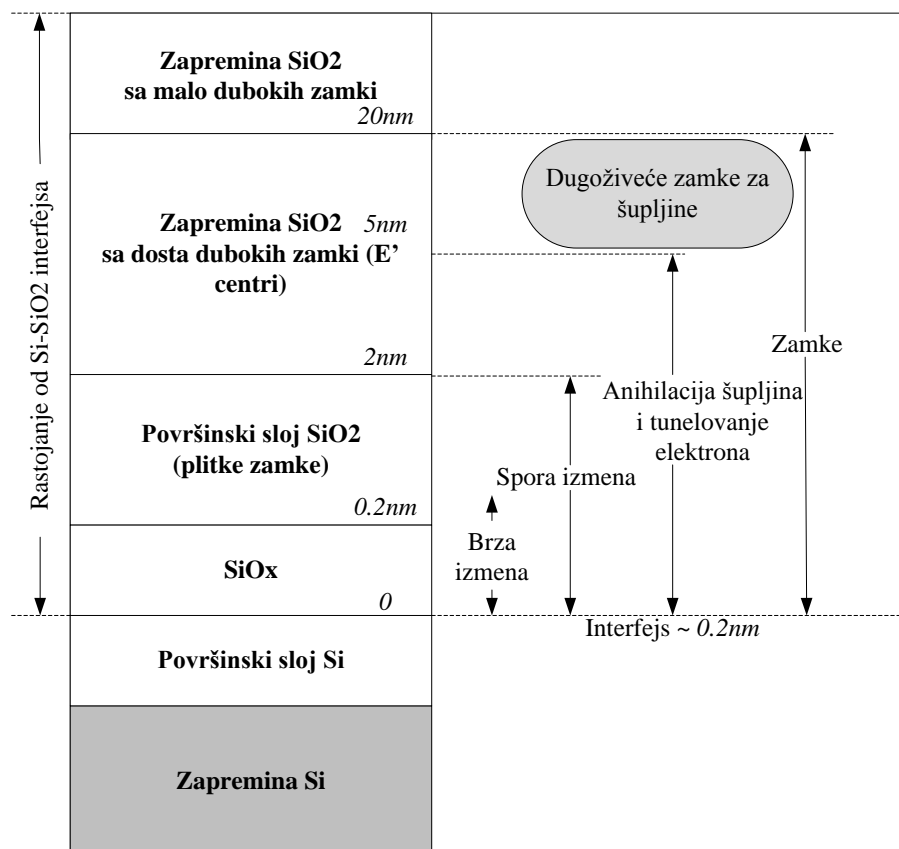 Rastojanje od Si-SiO2 interfejsa
Zapremina SiO2
sa malo dubokih zamki
20nm
Zapremina SiO2
5nm
sa dosta dubokih zamki (E’
centri)
2nm
Površinski sloj SiO2
(plitke zamke)
0.2nm
SiOx
0
Površinski sloj Si
Zapremina Si
Dugoživeće zamke za
šupljine
Zamke
Anihilacija šupljina
i tunelovanje
elektrona
Spora izmena
Brza
izmena
Interfejs ~ 0.2nm